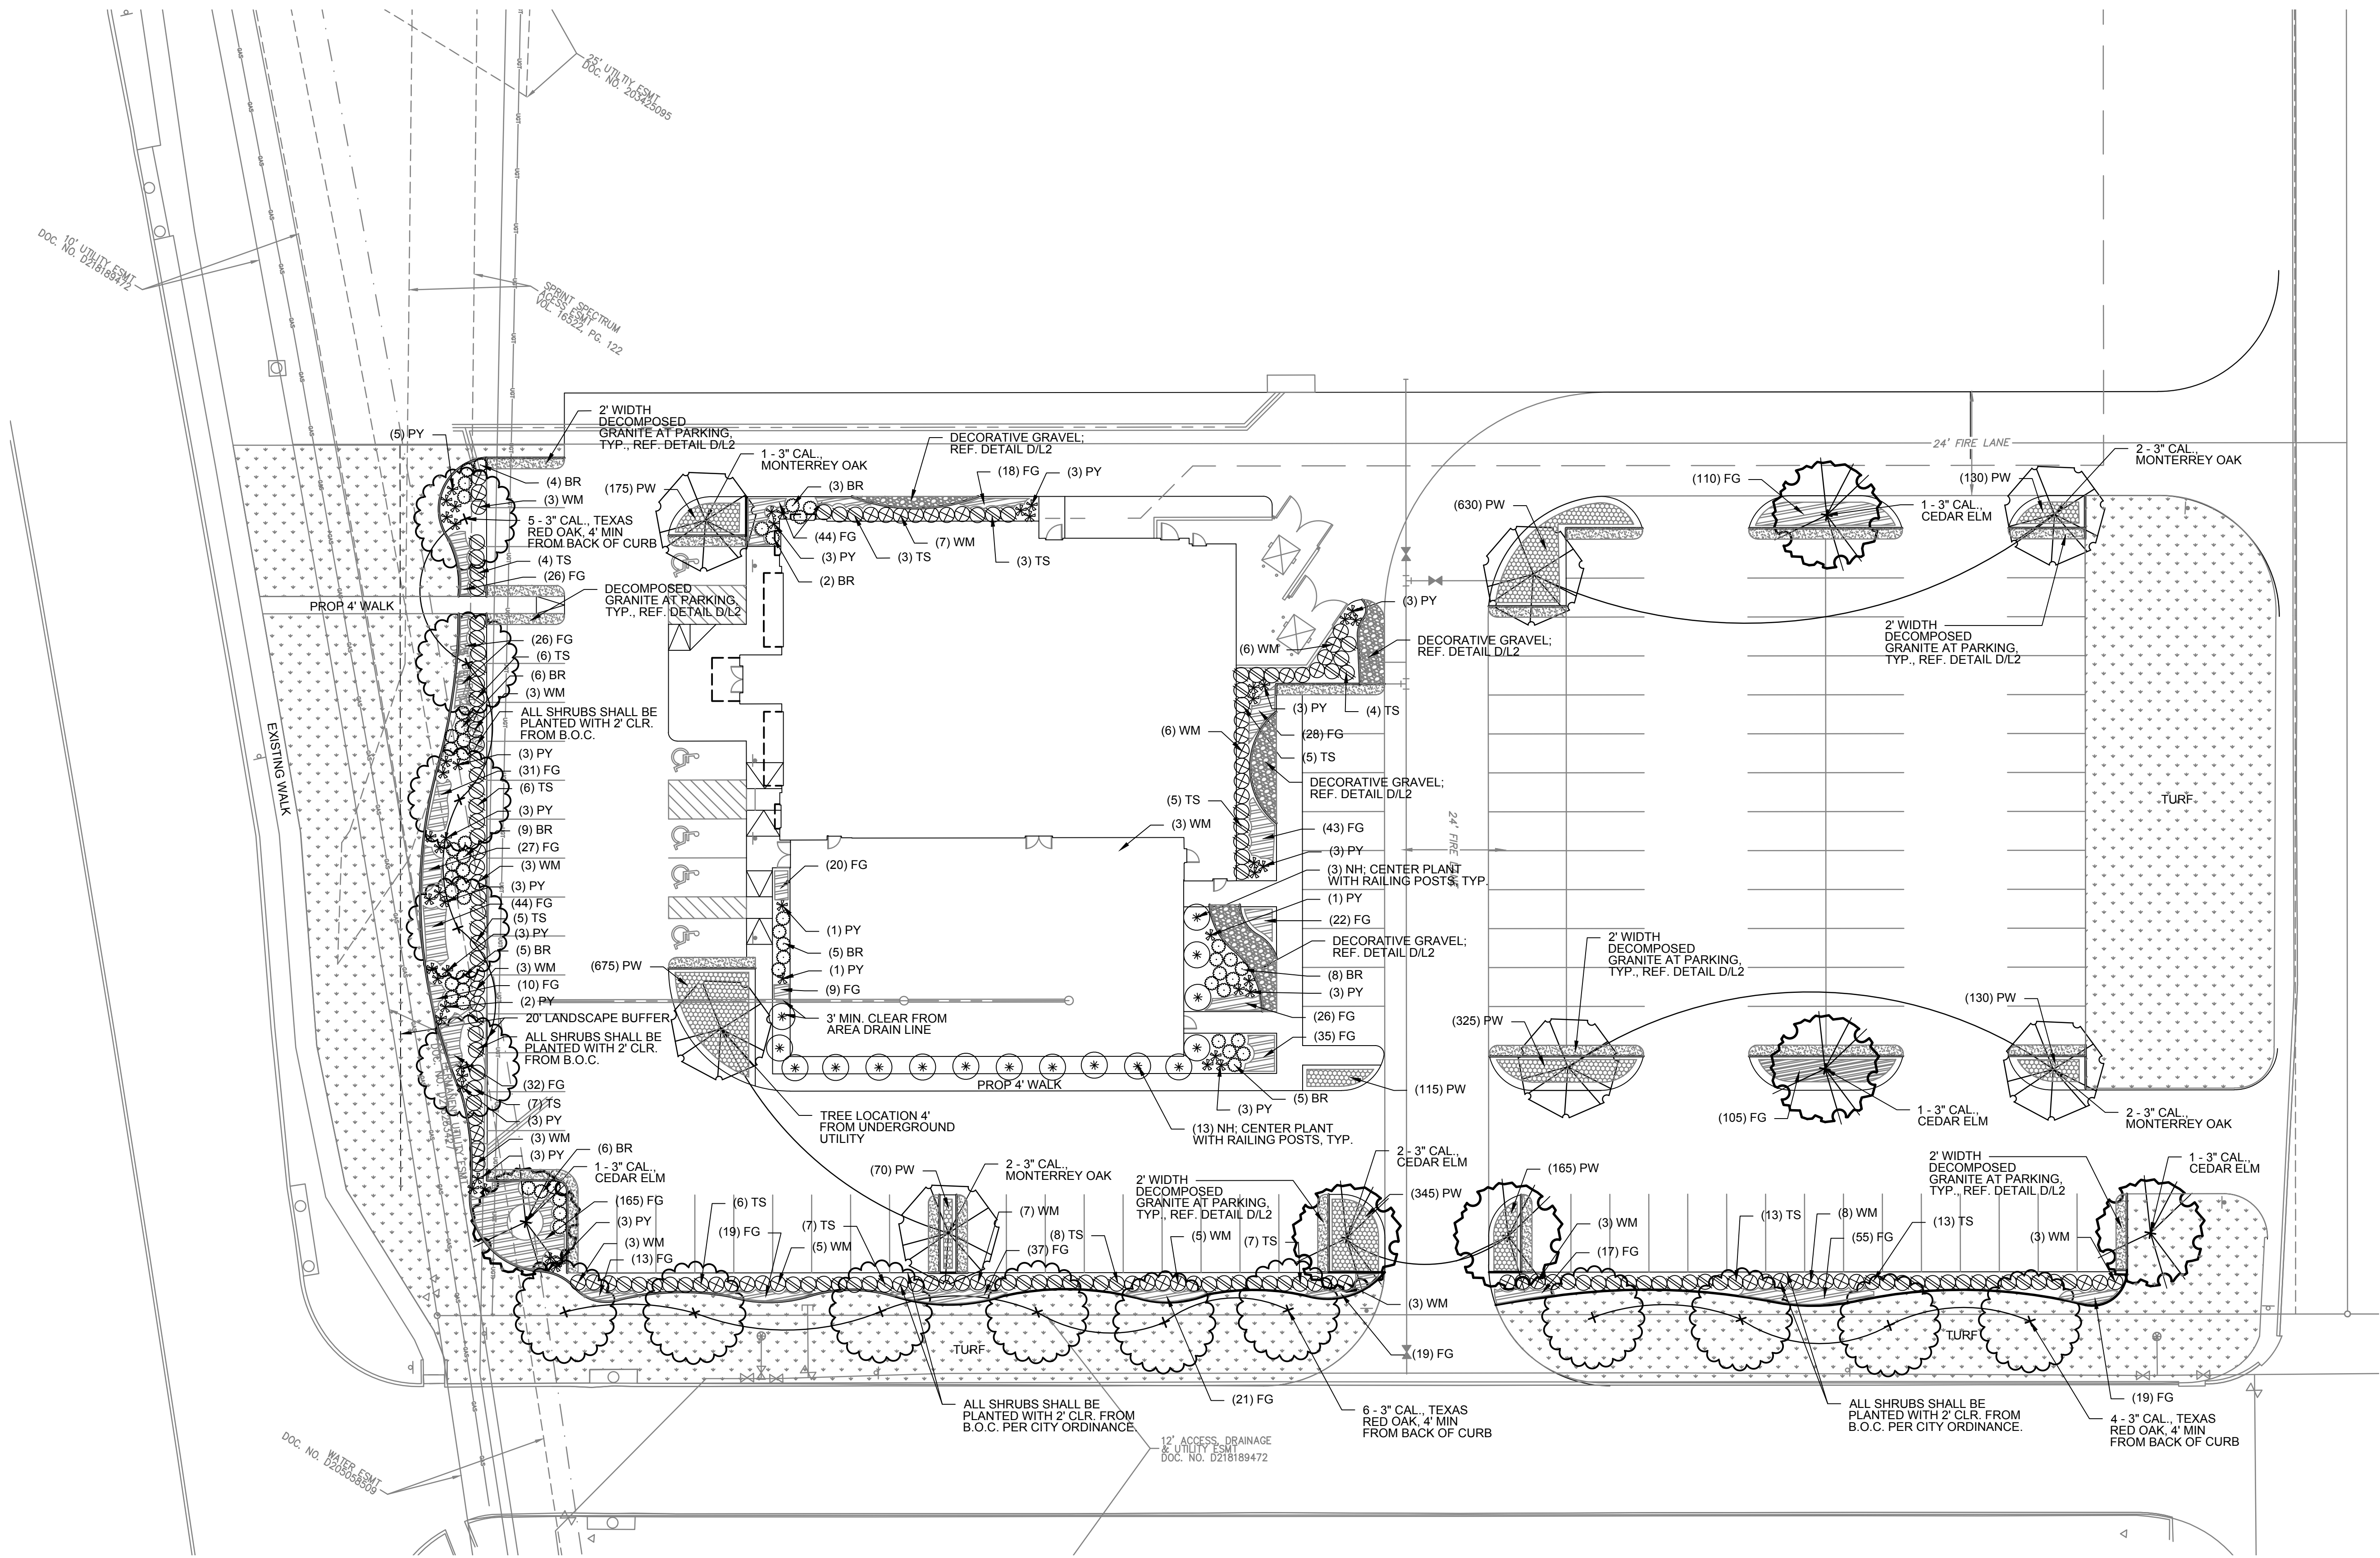 25' UTILTIY ESMT
DOC. NO. 203425095
10' UTILITY ESMT
DOC. NO. D218189472
SPRINT SPECTRUM
ACESS ESMT
VOL. 16522, PG. 122
2' WIDTH
DECOMPOSED
GRANITE AT PARKING,
TYP., REF. DETAIL D/L2
(5) PY
DECORATIVE GRAVEL;
REF. DETAIL D/L2
1 - 3" CAL.,
MONTERREY OAK
(18) FG
(3) PY
(4) BR
(3) BR
(175) PW
(3) WM
5 - 3" CAL., TEXAS
RED OAK, 4' MIN
FROM BACK OF CURB
(44) FG
(7) WM
(3) PY
(3) TS
(3) TS
(2) BR
(4) TS
(26) FG
DECOMPOSED
GRANITE AT PARKING,
TYP., REF. DETAIL D/L2
PROP 4' WALK
24' FIRE LANE
2 - 3" CAL.,
MONTERREY OAK
(110) FG
(130) PW
(630) PW
1 - 3" CAL.,
CEDAR ELM
(3) PY
DECORATIVE GRAVEL;
REF. DETAIL D/L2
(6) WM
2' WIDTH
DECOMPOSED
GRANITE AT PARKING,
TYP., REF. DETAIL D/L2
(26) FG
(6) TS
(6) BR
(3) WM
ALL SHRUBS SHALL BE
PLANTED WITH 2' CLR.
FROM B.O.C.
(3) PY
(31) FG
(6) TS
(3) PY
(9) BR
(27) FG
(3) WM
(3) PY
(44) FG
(5) TS
(3) PY
(5) BR
(3) WM
(10) FG
(2) PY
20' LANDSCAPE BUFFER
ALL SHRUBS SHALL BE
PLANTED WITH 2' CLR.
FROM B.O.C.
(32) FG
(7) TS
(3) PY
(3) WM
(3) PY
EXISTING WALK
(3) PY
(4) TS
(6) WM
(28) FG
(5) TS
DECORATIVE GRAVEL;
REF. DETAIL D/L2
(5) TS
(3) WM
(43) FG
(3) PY
(3) NH; CENTER PLANT
WITH RAILING POSTS, TYP.
(1) PY
(22) FG
DECORATIVE GRAVEL;
REF. DETAIL D/L2
(8) BR
(3) PY
(26) FG
(35) FG
24' FIRE LANE
TURF
(20) FG
(1) PY
(5) BR
(1) PY
(9) FG
3' MIN. CLEAR FROM
AREA DRAIN LINE
(675) PW
PROP 4' WALK
(115) PW
(5) BR
(3) PY
(13) NH; CENTER PLANT
WITH RAILING POSTS, TYP.
TREE LOCATION 4'
FROM UNDERGROUND
UTILITY
2' WIDTH
DECOMPOSED
GRANITE AT PARKING,
TYP., REF. DETAIL D/L2
(325) PW
(130) PW
(105) FG
1 - 3" CAL.,
CEDAR ELM
2 - 3" CAL.,
MONTERREY OAK
(6) BR
1 - 3" CAL.,
CEDAR ELM
(165) FG
(3) PY
(3) WM
(13) FG
(6) TS
(19) FG
(7) TS
(5) WM
(70) PW
2 - 3" CAL.,
MONTERREY OAK
(7) WM
(37) FG
(8) TS
2' WIDTH
DECOMPOSED
GRANITE AT PARKING,
TYP., REF. DETAIL D/L2
(5) WM
(7) TS
2 - 3" CAL.,
CEDAR ELM
(345) PW
(165) PW
(3) WM
(17) FG
(13) TS
(8) WM
(55) FG
(13) TS
(3) WM
2' WIDTH
DECOMPOSED
GRANITE AT PARKING,
TYP., REF. DETAIL D/L2
1 - 3" CAL.,
CEDAR ELM
(3) WM
(19) FG
TURF
TURF
(21) FG
ALL SHRUBS SHALL BE
PLANTED WITH 2' CLR. FROM
B.O.C. PER CITY ORDINANCE.
6 - 3" CAL., TEXAS
RED OAK, 4' MIN
FROM BACK OF CURB
12' ACCESS, DRAINAGE
& UTILITY ESMT
DOC. NO. D218189472
ALL SHRUBS SHALL BE
PLANTED WITH 2' CLR. FROM
B.O.C. PER CITY ORDINANCE.
(19) FG
4 - 3" CAL., TEXAS
RED OAK, 4' MIN
FROM BACK OF CURB
WATER ESMT
DOC. NO. D205058509